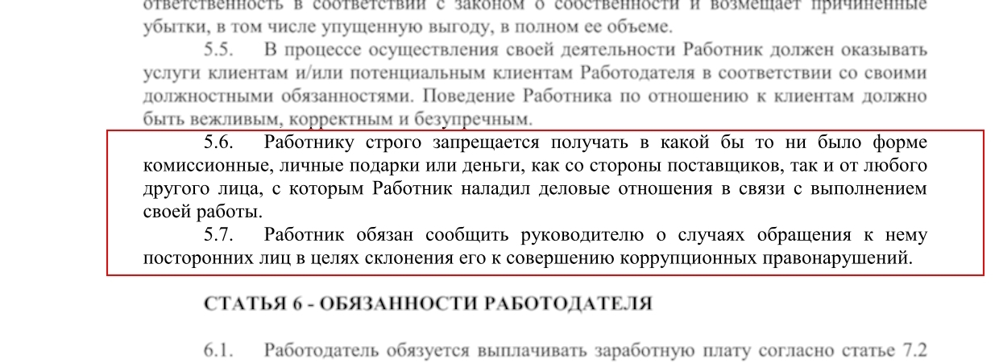 ответственность в соответствии с законом о собственности и возмещает причиненные
убытки, в том числе упущенную выгоду, в полном ее объеме.
5.5. В процессе осуществления своей деятельности Работник должен оказывать
услуги клиентам и/или потенциальным клиентам Работодателя в соответствии со своими
должностными обязанностями. Поведение Работника по отношению к клиентам должно
быть вежливым, корректным и безупречным.
5.6. Работнику строго запрещается получать в какой бы то ни было форме
комиссионные, личные подарки или деньги, как со стороны поставщиков, так и от любого
другого лица, с которым Работник наладил деловые отношения в связи с выполнением
своей работы.
5.7. Работник обязан сообщить руководителю о случаях обращения к нему
посторонних лиц в целях склонения его к совершению коррупционных правонарушений.
СТАТЬЯ 6 - ОБЯЗАННОСТИ РАБОТОДАТЕЛЯ
6.1. Работодатель обязуется выплачивать заработную плату согласно статье 7.2